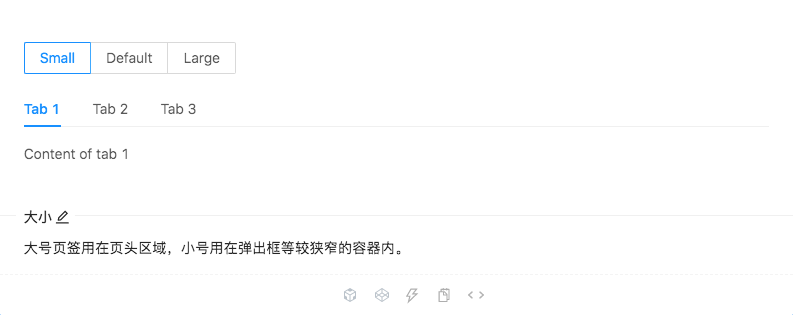 Small Default Large
Tab 1 Tab 2 Tab 3
Content of tab 1
大小
大号页签用在页头区域，小号用在弹出框等较狭窄的容器内。